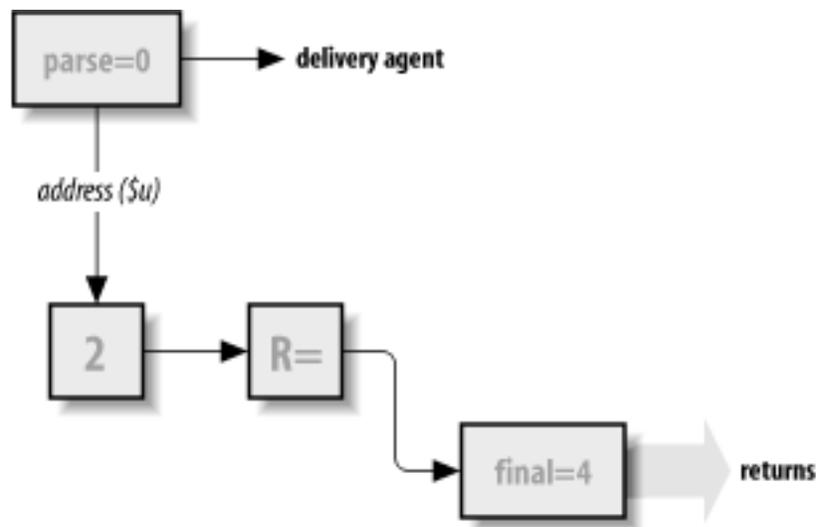 parse=0
delivery agent
address ($u)
2
R=
final=4
returns